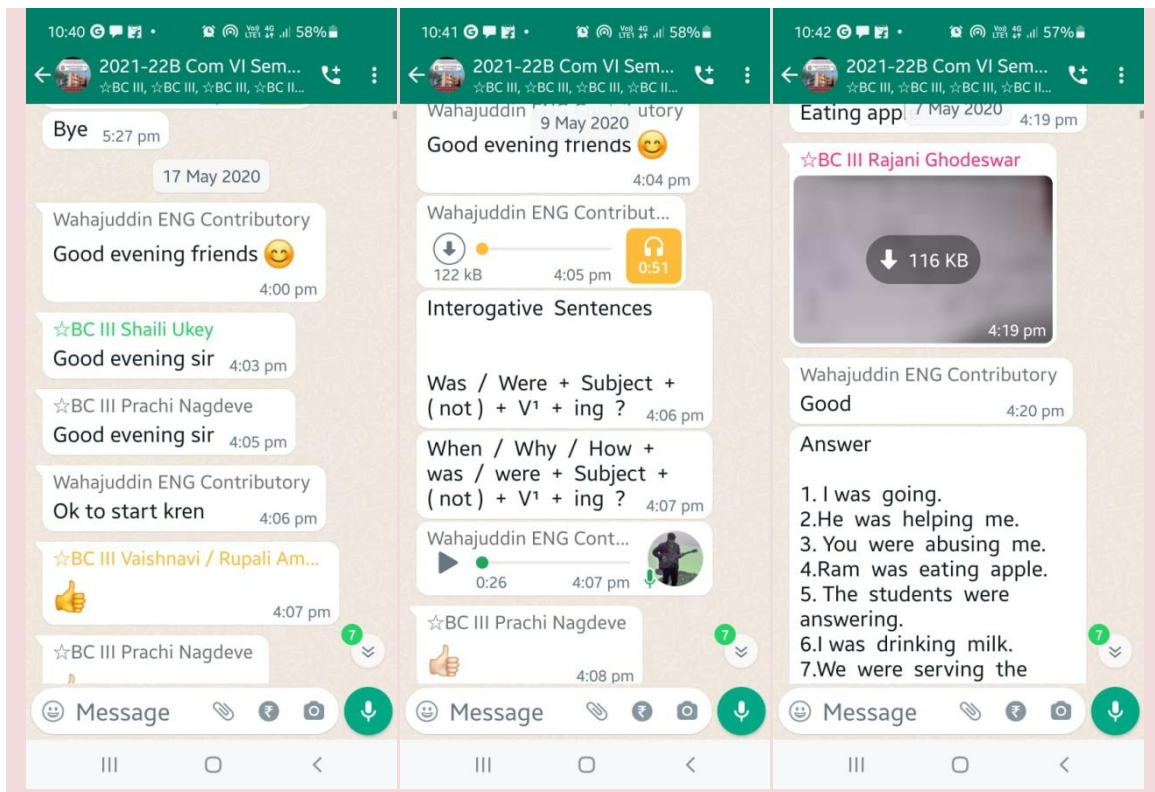 10:40 58%
2021-22B Com VI Sem...
☆BC III, ☆BC III, ☆BC III, ☆BC II...
Bye 5:27 pm
17 May 2020
Wahajuddin ENG Contributory
Good evening friends 😊
4:00 pm
☆BC III Shaili Ukey
Good evening sir 4:03 pm
☆BC III Prachi Nagdeve
Good evening sir 4:05 pm
Wahajuddin ENG Contributory
Ok to start kren 4:06 pm
☆BC III Vaishnavi / Rupali Am...
👍
4:07 pm
7
☆BC III Prachi Nagdeve
Message
10:41 58%
2021-22B Com VI Sem...
☆BC III, ☆BC III, ☆BC III, ☆BC II...
Wahajuddin utory
9 May 2020
Good evening friends 😊
4:04 pm
Wahajuddin ENG Contribut...
122 kB 4:05 pm 0:51
Interogative Sentences
Was / Were + Subject +
( not ) + V¹ + ing ? 4:06 pm
When / Why / How +
was / were + Subject +
( not ) + V¹ + ing ? 4:07 pm
Wahajuddin ENG Cont...
0:26 4:07 pm
☆BC III Prachi Nagdeve
👍🏻
4:08 pm
7
Message
10:42 57%
2021-22B Com VI Sem...
☆BC III, ☆BC III, ☆BC III, ☆BC II...
Eating app 7 May 2020 4:19 pm
☆BC III Rajani Ghodeswar
116 KB
4:19 pm
Wahajuddin ENG Contributory
Good 4:20 pm
Answer
1. I was going.
2.He was helping me.
3. You were abusing me.
4.Ram was eating apple.
5. The students were
answering.
6.I was drinking milk.
7.We were serving the
7
Message